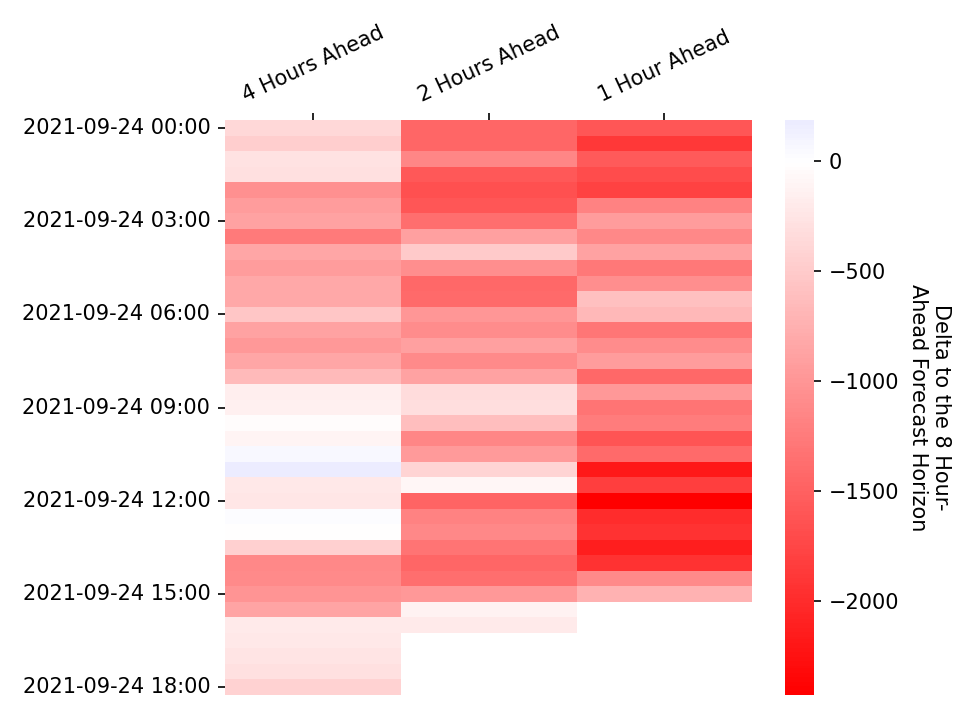 4 Hours Ahead
2 Hours Ahead
1 Hour Ahead
2021-09-24 00:00
2021-09-24 03:00
2021-09-24 06:00
2021-09-24 09:00
2021-09-24 12:00
2021-09-24 15:00
2021-09-24 18:00
0
−500
−1000
−1500
−2000
Delta to the 8 Hour-
Ahead Forecast Horizon